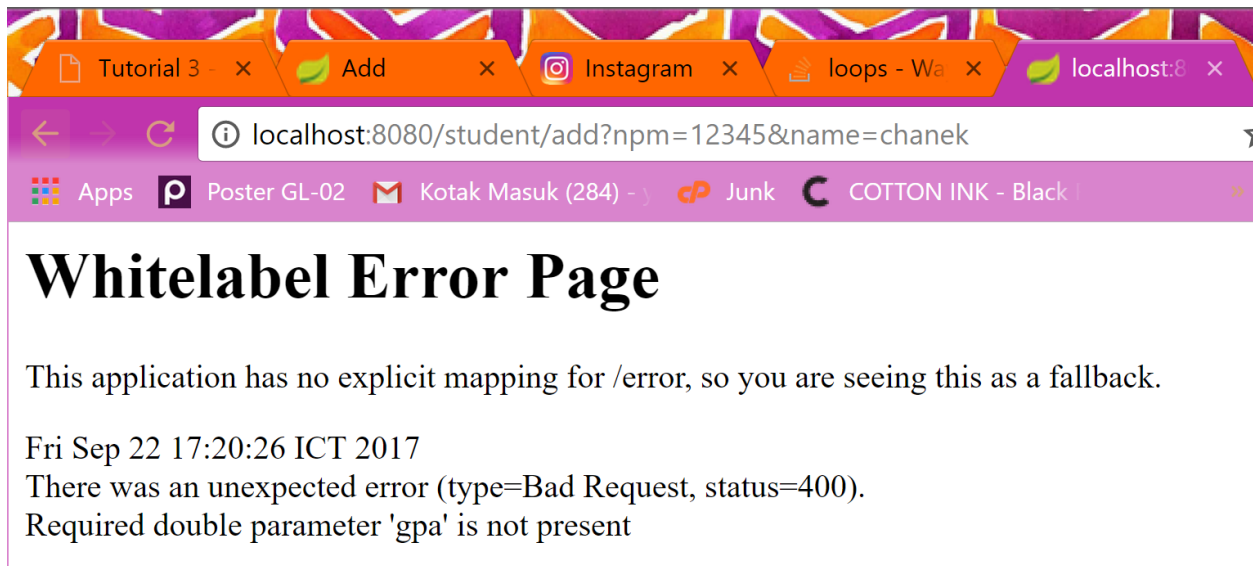 Tutorial 3 - Add Instagram loops - Wa localhost:8
localhost:8080/student/add?npm=12345&name=chanek
Apps Poster GL-02 Kotak Masuk (284) - Junk COTTON INK - Black
Whitelabel Error Page
This application has no explicit mapping for /error, so you are seeing this as a fallback.
Fri Sep 22 17:20:26 ICT 2017
There was an unexpected error (type=Bad Request, status=400).
Required double parameter 'gpa' is not present